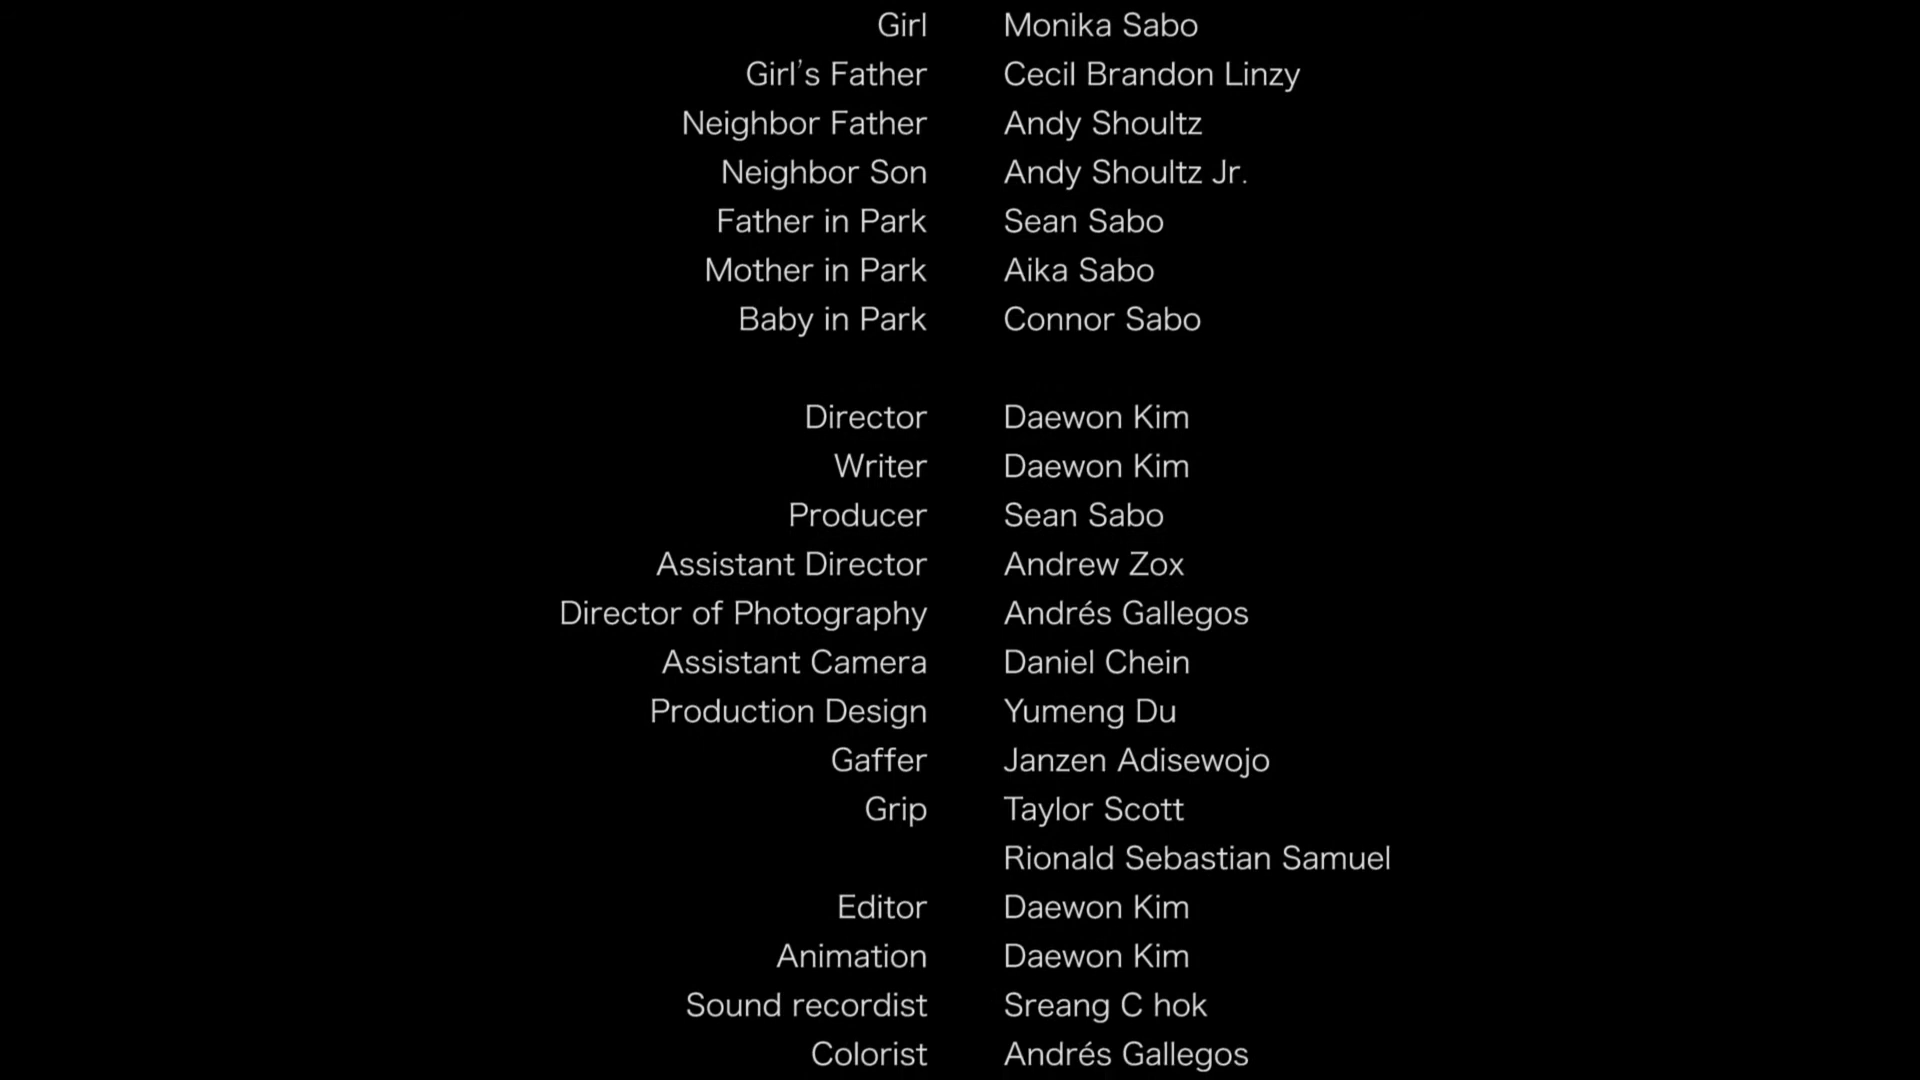 Girl Monika Sabo
Girl’s Father Cecil Brandon Linzy
Neighbor Father Andy Shoultz
Neighbor Son Andy Shoultz Jr.
Father in Park Sean Sabo
Mother in Park Aika Sabo
Baby in Park Connor Sabo
Director Daewon Kim
Writer Daewon Kim
Producer Sean Sabo
Assistant Director Andrew Zox
Director of Photography Andrés Gallegos
Assistant Camera Daniel Chein
Production Design Yumeng Du
Gaffer Janzen Adisewojo
Grip Taylor Scott
Rionald Sebastian Samuel
Editor Daewon Kim
Animation Daewon Kim
Sound recordist Sreang C hok
Colorist Andrés Gallegos